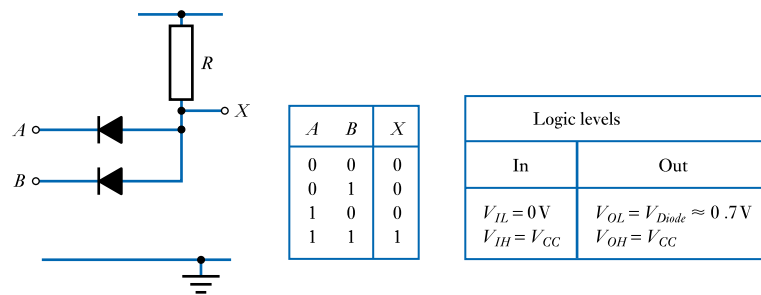 R
X
A
B
A B X
0 0 0
0 1 0
1 0 0
1 1 1
Logic levels
In Out
V_IL = 0 V V_OL = V_Diode ≈ 0 .7 V
V_IH = V_CC V_OH = V_CC